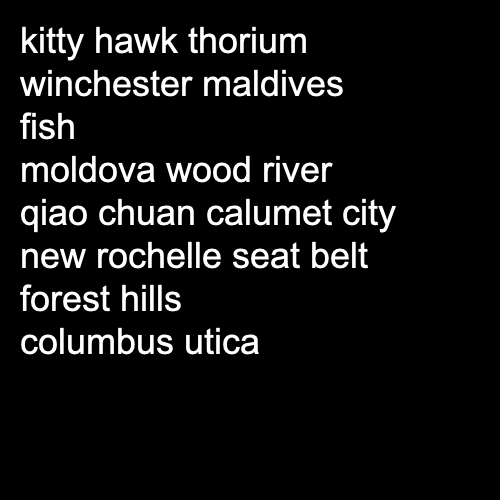 kitty hawk thorium
winchester maldives
fish
moldova wood river
qiao chuan calumet city
new rochelle seat belt
forest hills
columbus utica